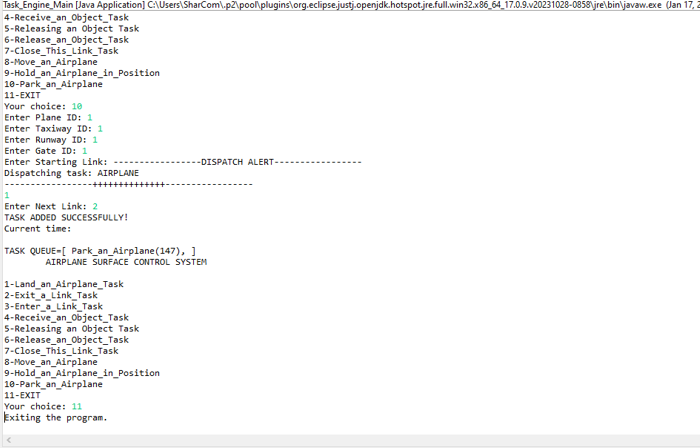 Task_Engine_Main [Java Application] C:\Users\SharCom\.p2\pool\plugins\org.eclipse.justj.openjdk.hotspot.jre.full.win32.x86_64_17.0.9.v20231028-0858\jre\bin\javaw.exe (Jan 17, 2
4-Receive_an_Object_Task
5-Releasing an Object Task
6-Release_an_Object_Task
7-Close_This_Link_Task
8-Move_an_Airplane
9-Hold_an_Airplane_in_Position
10-Park_an_Airplane
11-EXIT
Your choice: 10
Enter Plane ID: 1
Enter Taxiway ID: 1
Enter Runway ID: 1
Enter Gate ID: 1
Enter Starting Link: -----------------DISPATCH ALERT-----------------
Dispatching task: AIRPLANE
-----------------++++++++++++++-----------------
1
Enter Next Link: 2
TASK ADDED SUCCESSFULLY!
Current time:
TASK QUEUE=[ Park_an_Airplane(147), ]
AIRPLANE SURFACE CONTROL SYSTEM
1-Land_an_Airplane_Task
2-Exit_a_Link_Task
3-Enter_a_Link_Task
4-Receive_an_Object_Task
5-Releasing an Object Task
6-Release_an_Object_Task
7-Close_This_Link_Task
8-Move_an_Airplane
9-Hold_an_Airplane_in_Position
10-Park_an_Airplane
11-EXIT
Your choice: 11
Exiting the program.